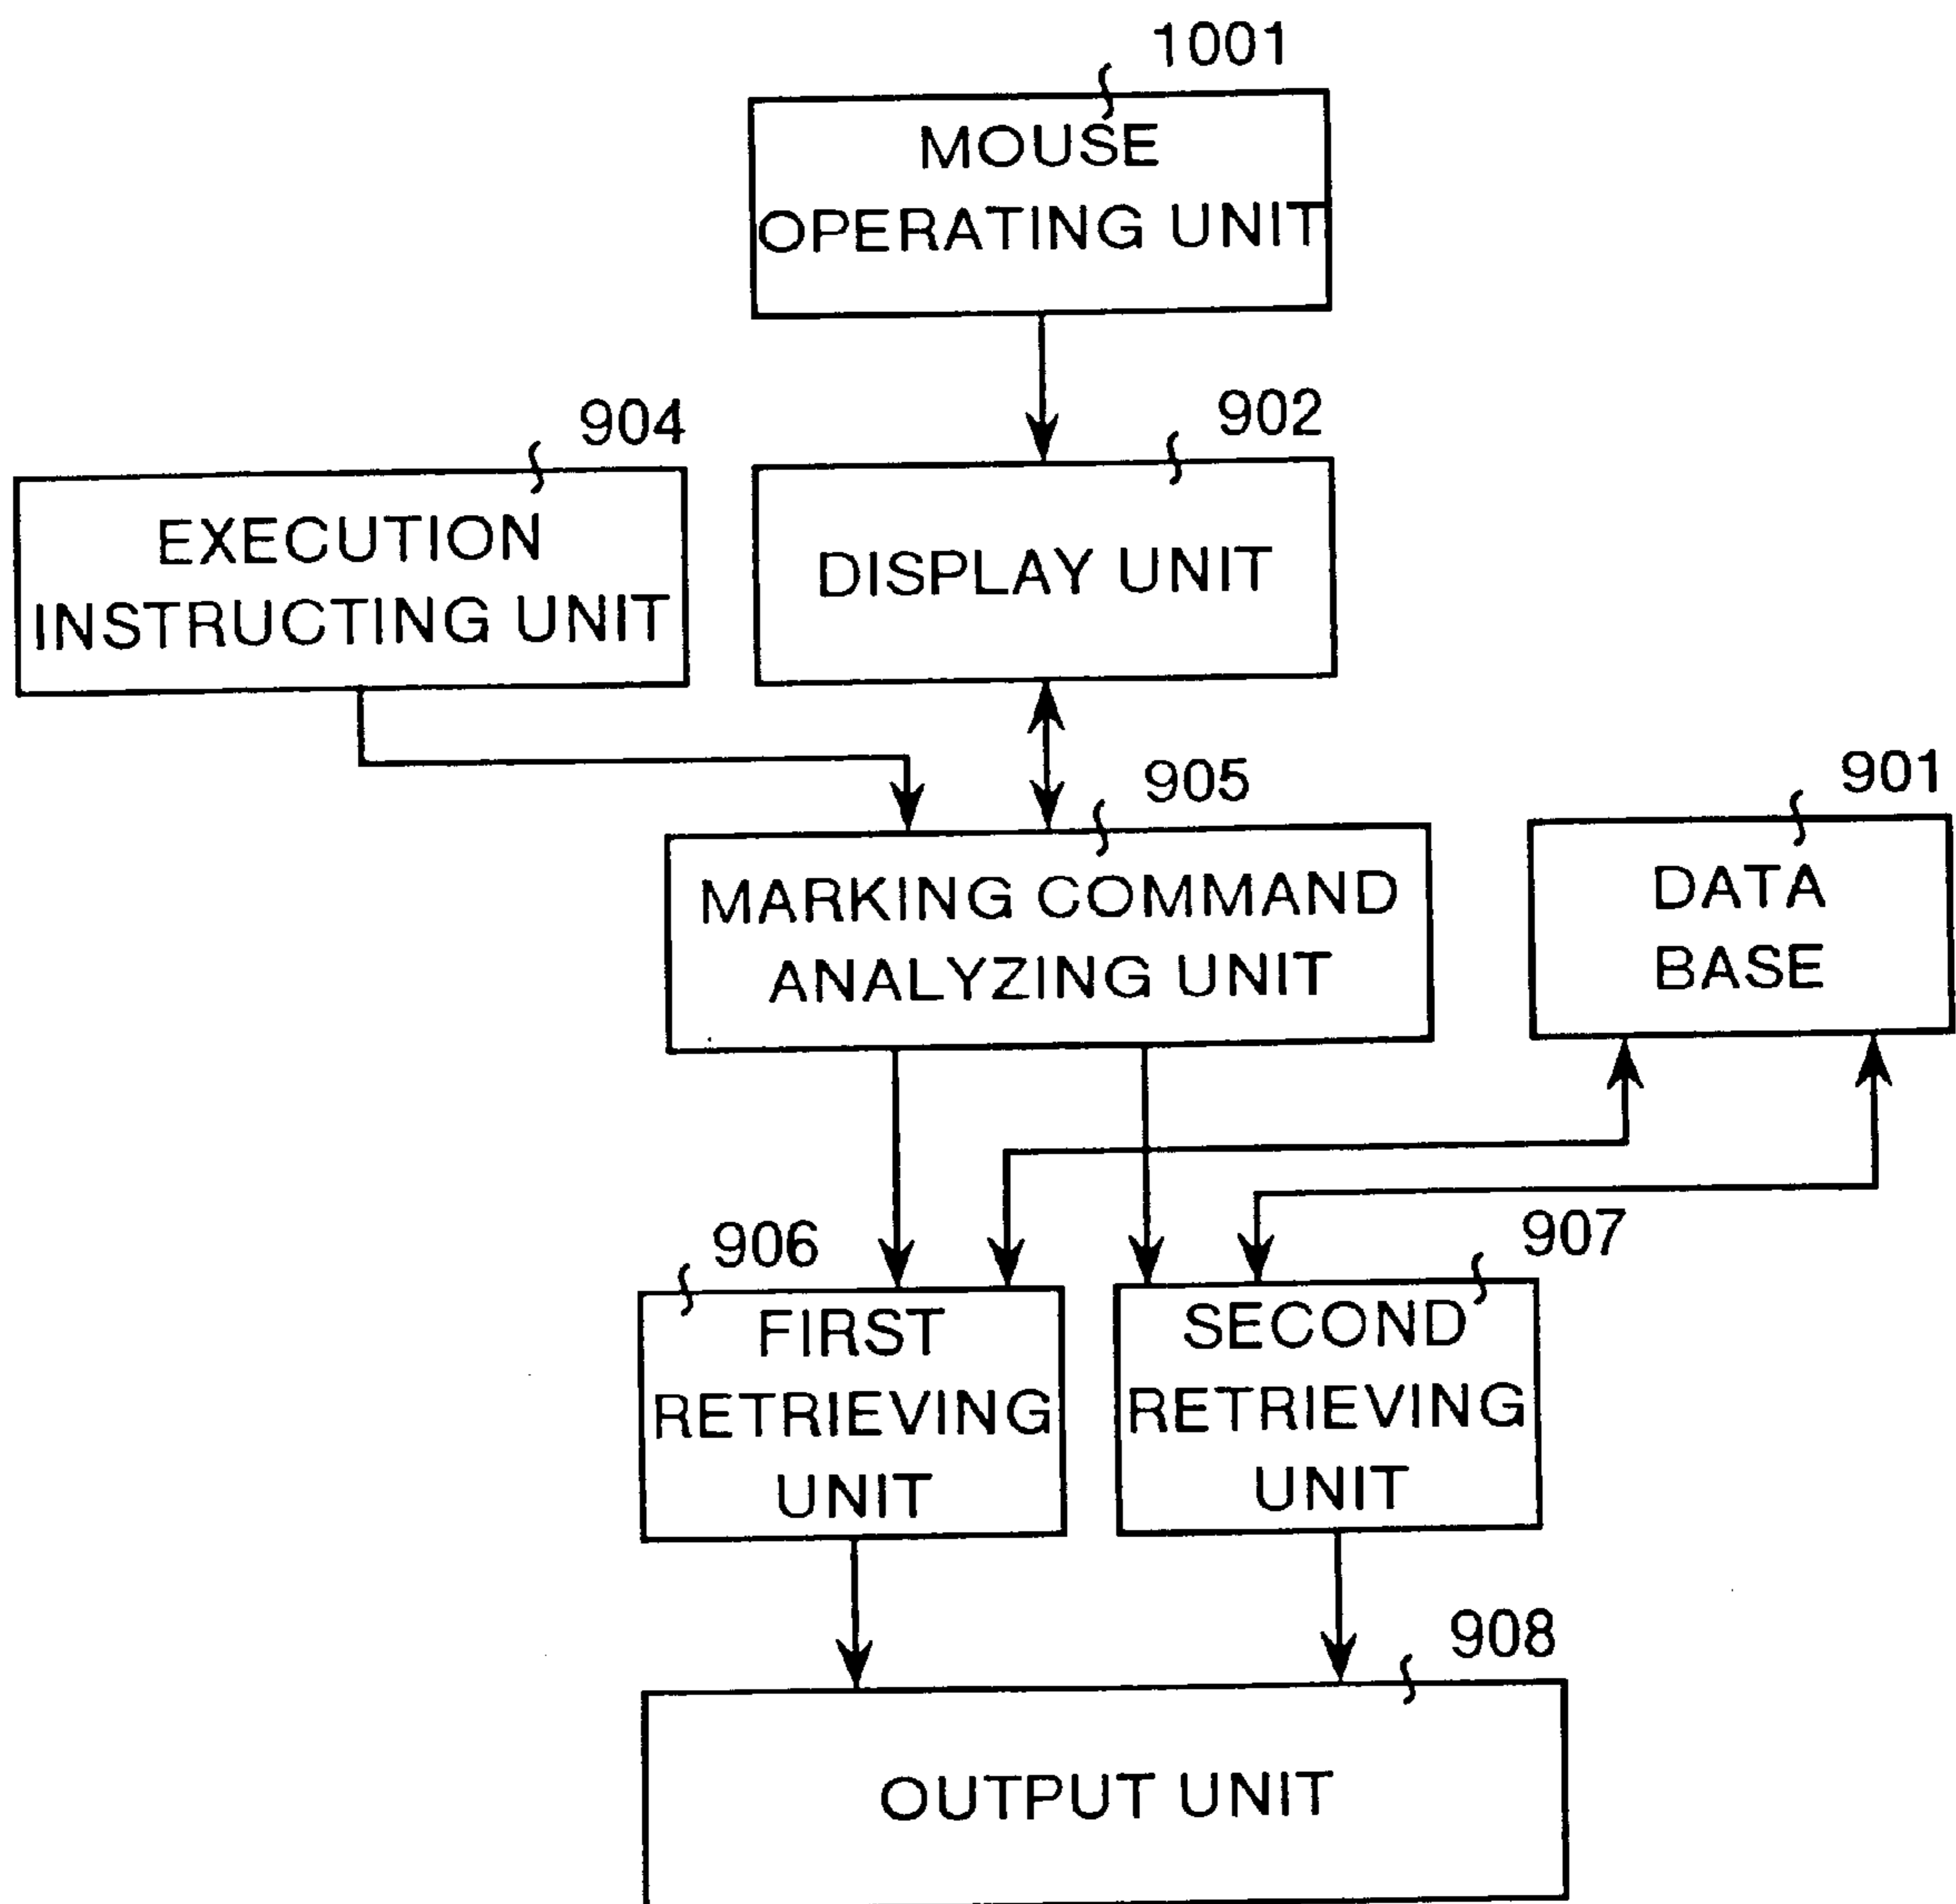 1001
MOUSE
OPERATING UNIT
904
902
EXECUTION
INSTRUCTING UNIT
DISPLAY UNIT
905
901
MARKING COMMAND
ANALYZING UNIT
DATA
BASE
906
907
FIRST
RETRIEVING
UNIT
SECOND
RETRIEVING
UNIT
908
OUTPUT UNIT